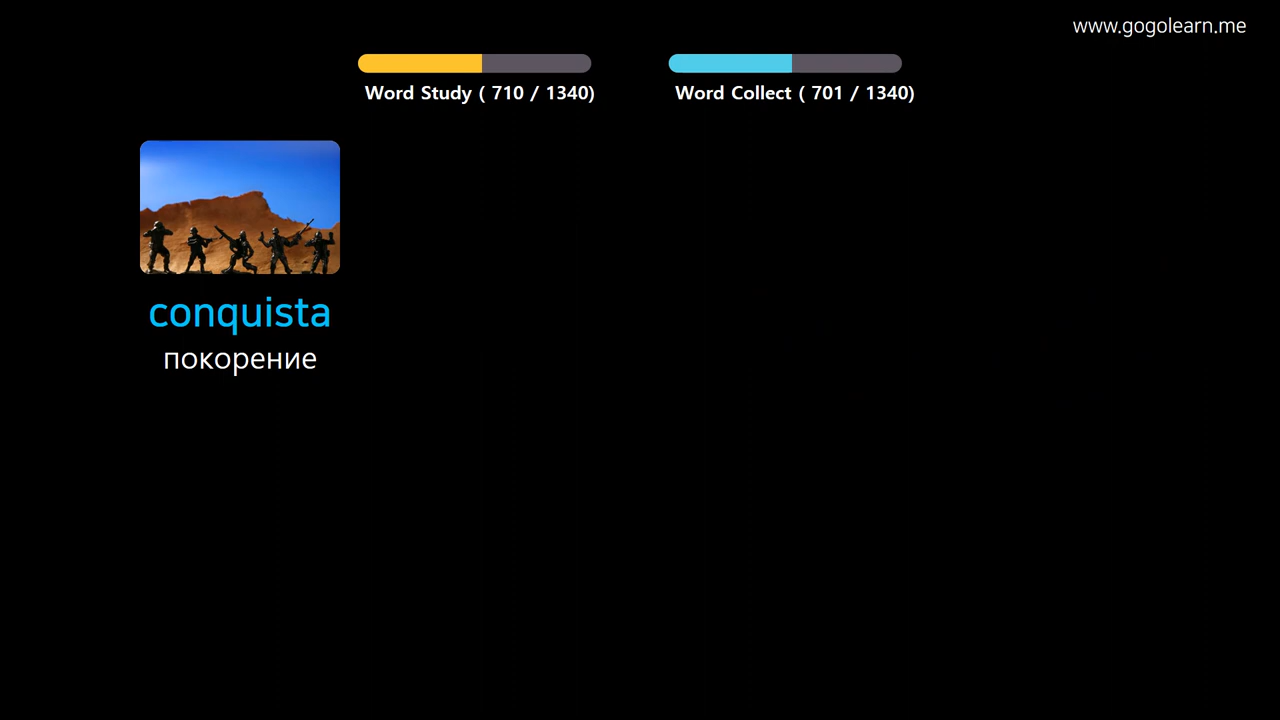 www.gogolearn.me
Word Study ( 710 / 1340)
Word Collect ( 701 / 1340)
conquista
покорение